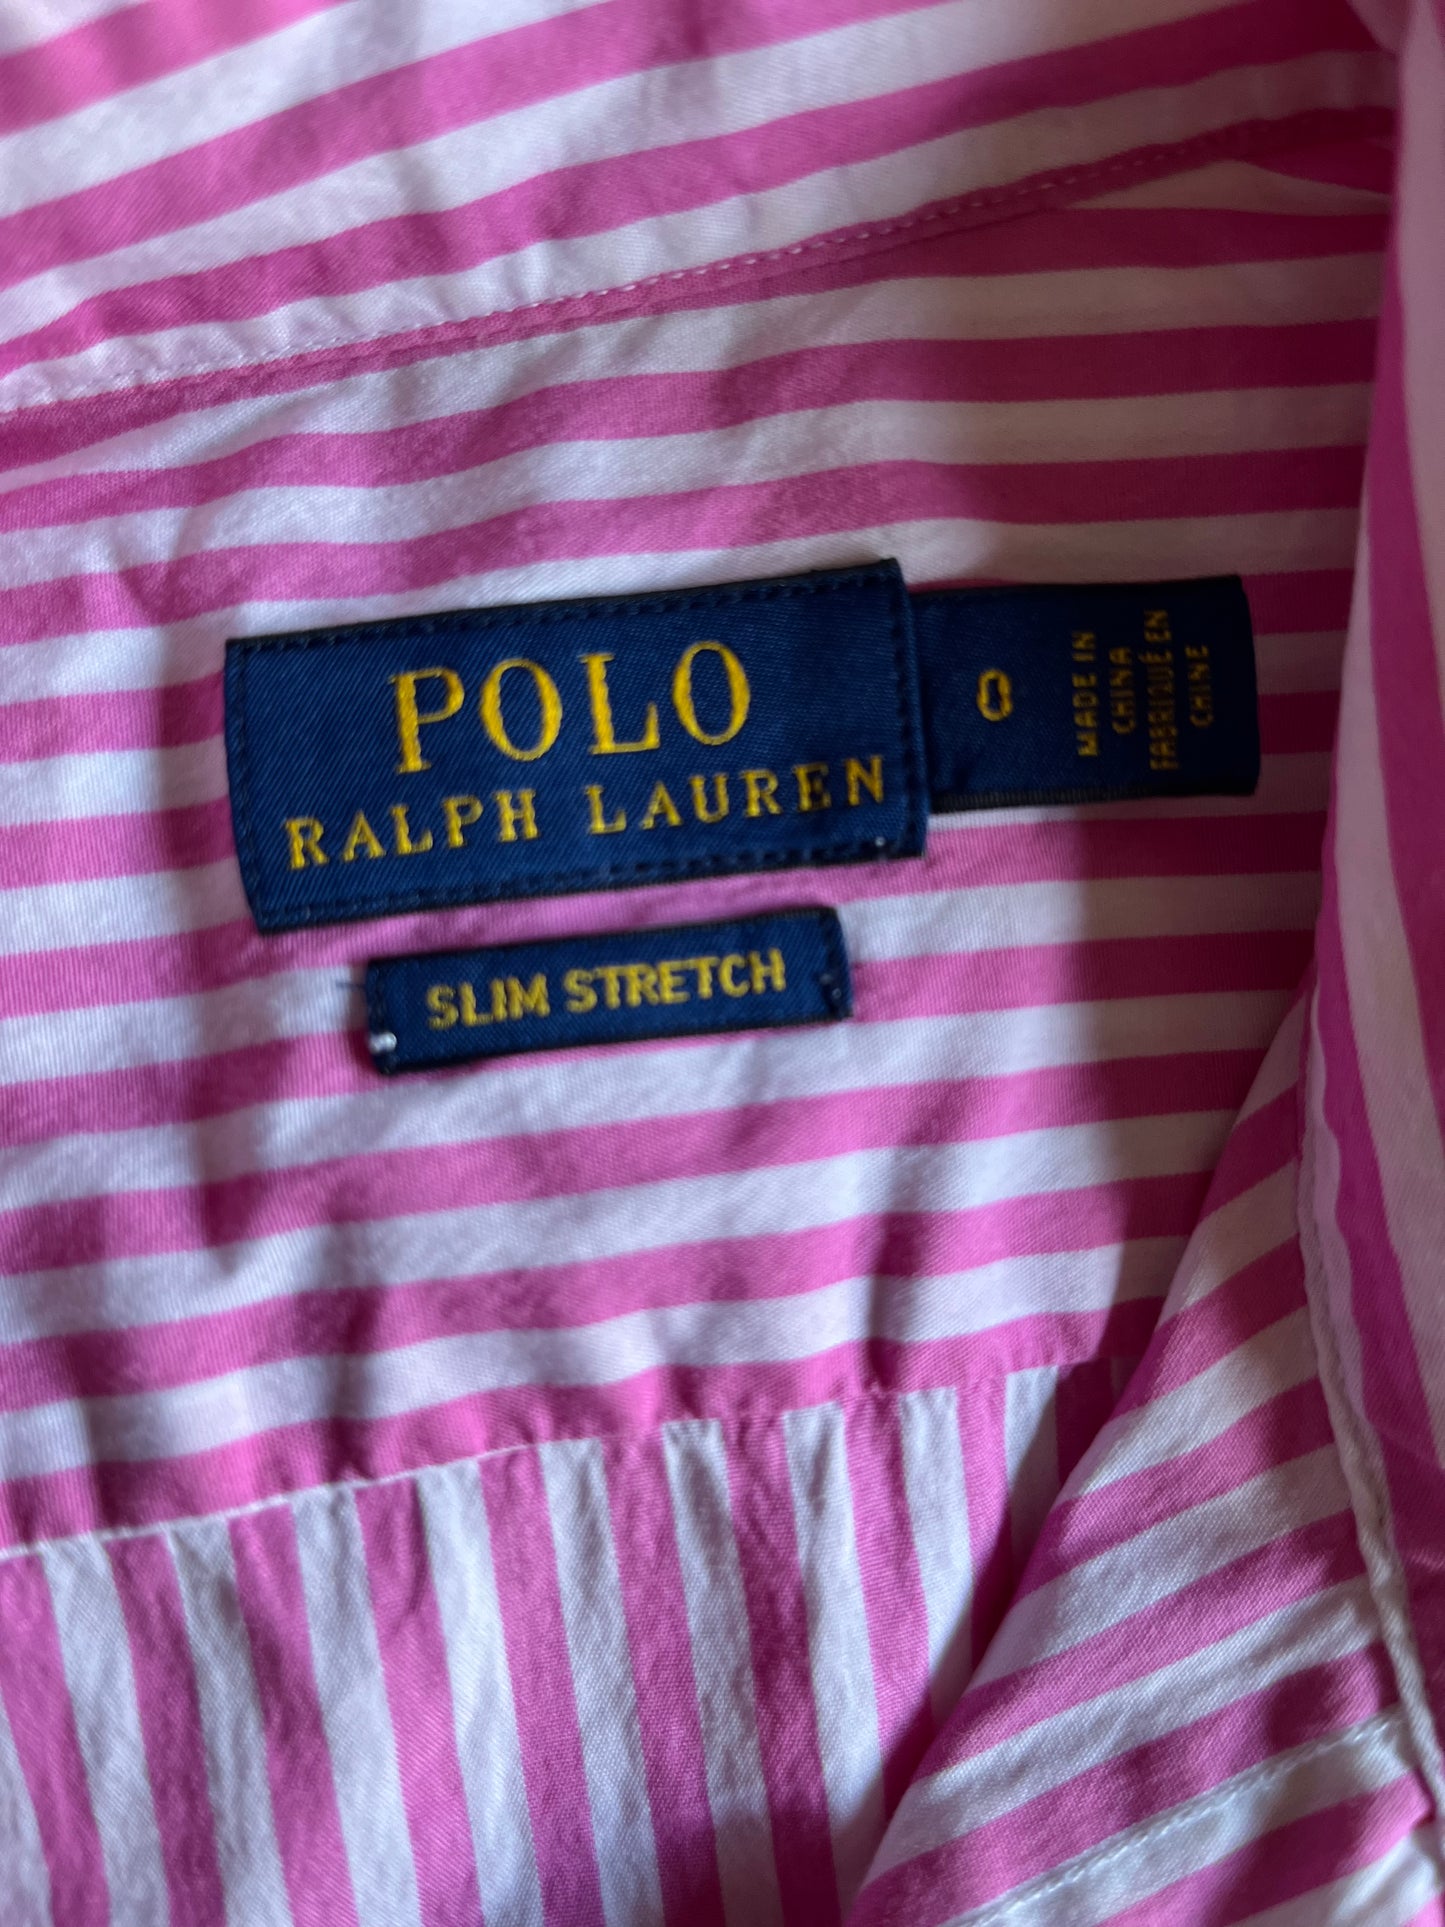 POLO
RALPH LAUREN
0
MADE IN
CHINA
FABRIQUÉ EN
CHINE
SLIM STRETCH